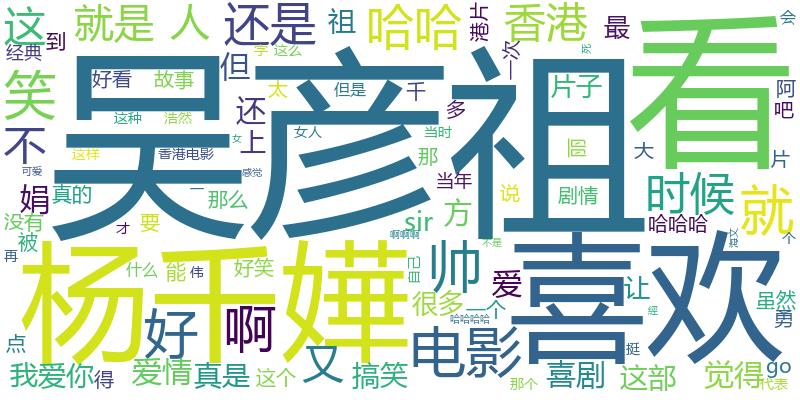 这
就是
人
还是
祖
哈哈
港片
香港
最
看
会
到
经典
字
这么
死
但
一次
笑
好看
故事
太
但是
千
片子
阿
吧
吴彦祖
这种
浩然
还
多
不
上
女人
当时
女
这样
香港电影
那
回
大
片
可爱
感觉
一
娟
真的
那么
当年
说
剧情
时候
就
没有
才
要
sir
方
哈哈哈
被
啊啊啊
不是
个
再
杨千嬅
什么
能
伟
好笑
自己
帅
爱
喜欢
让
很多
一个
虽然
勇
点
好
啊
哈哈哈哈
挺
我爱你
得
爱情
真是
这个
又
搞笑
电影
那个
喜剧
这部
觉得
go
代表